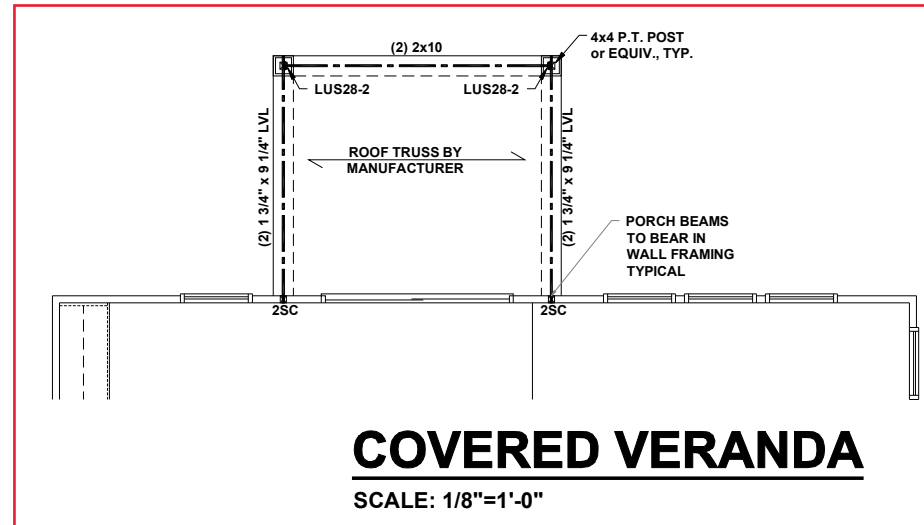 (2) 2x10
4x4 P.T. POST
or EQUIV., TYP.
LUS28-2
LUS28-2
(2) 1 3/4" x 9 1/4" LVL
ROOF TRUSS BY
MANUFACTURER
(2) 1 3/4" x 9 1/4" LVL
PORCH BEAMS
TO BEAR IN
WALL FRAMING
TYPICAL
2SC
2SC
COVERED VERANDA
SCALE: 1/8"=1'-0"